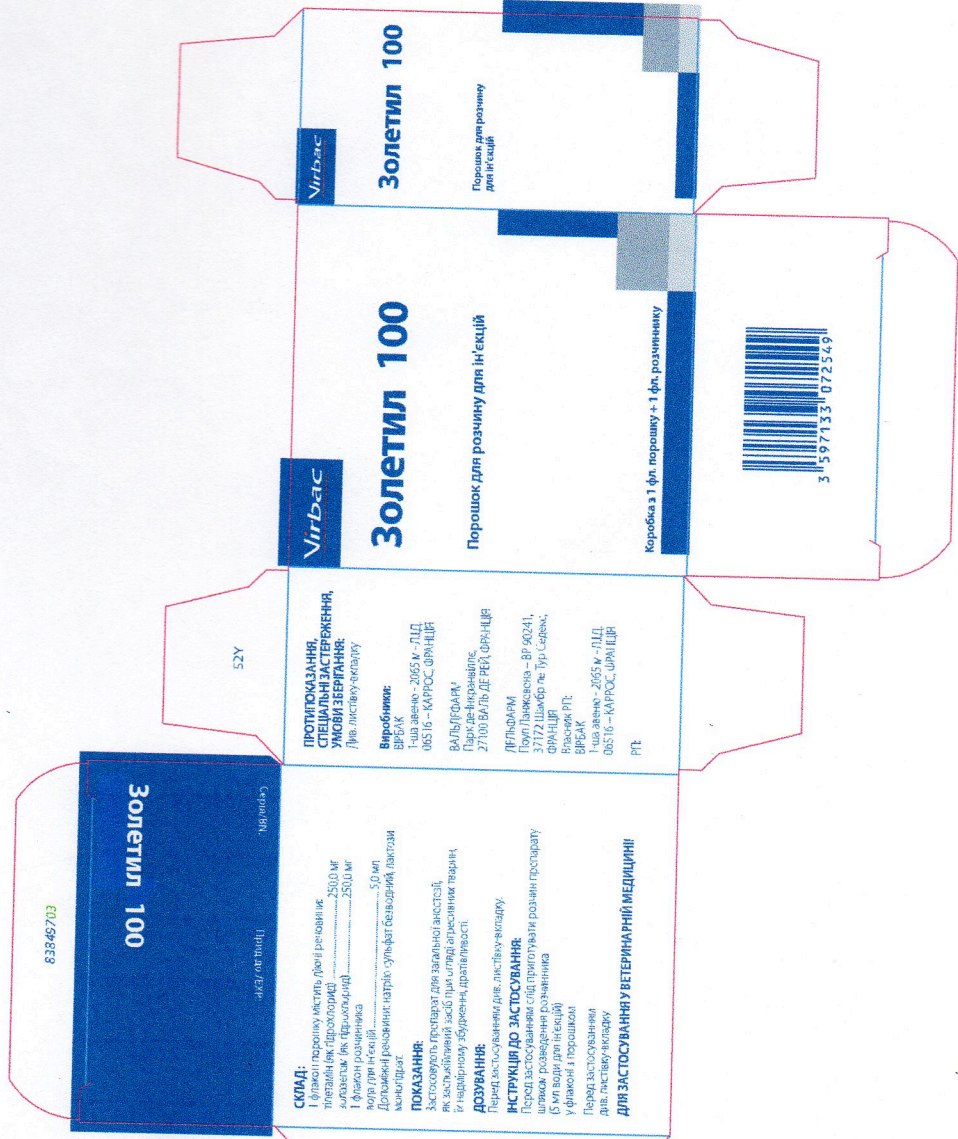 83849703
Золетил 100
Серія/BN:
Придат. до /EXP:
СКЛАД:
1 флакон порошку містить діючі речовини:
тілетамін (як гідрохлорид) ........................ 250,0 мг
золазепам (як гідрохлорид) ........................ 250,0 мг
1 флакон розчинника
вода для ін'єкцій ........................ 5,0 мл
Допоміжні речовини: натрію сульфат безводний, лактози
моногідрат.
ПОКАЗАННЯ:
Застосовують препарат для загальної анестезії,
як заспокійливий засіб при огляді агресивних тварин,
їх надмірному збудженні, дратівливості.
ДОЗУВАННЯ:
Перед застосуванням див. листівку-вкладку.
ІНСТРУКЦІЯ ДО ЗАСТОСУВАННЯ:
Перед застосуванням слід приготувати розчин препарату
шляхом розведення розчинника
(5 мл води для ін'єкцій)
у флаконі з порошком
Перед застосуванням
див. листівку-вкладку
ДЛЯ ЗАСТОСУВАННЯ У ВЕТЕРИНАРНІЙ МЕДИЦИНІ!
52Y
ПРОТИПОКАЗАННЯ,
СПЕЦІАЛЬНІ ЗАСТЕРЕЖЕННЯ,
УМОВИ ЗБЕРІГАННЯ:
Див. листівку-вкладку
Виробники:
ВІРБАК
1-ша авеню - 2065 м - Л.І.Д.
06516 – КАРРОС, ФРАНЦІЯ
ВАЛЬДЕФАРМ
Парк де Інкранвіллє,
27100 ВАЛЬ ДЕ РЕЙ, ФРАНЦІЯ
ДЕЛЬФАРМ
– BP 90241,
37172 Шамбр ле Тур Седекс,
ФРАНЦІЯ
Власник РП:
ВІРБАК
1-ша авеню - 2065 м - Л.І.Д.
06516 – КАРРОС, ФРАНЦІЯ
РП:
Virbac
Золетил 100
Порошок для розчину для ін'єкцій
Коробка з 1 фл. порошку + 1 фл. розчиннику
3 597133 072549
Virbac
Золетил 100
Порошок для розчину
для ін'єкцій